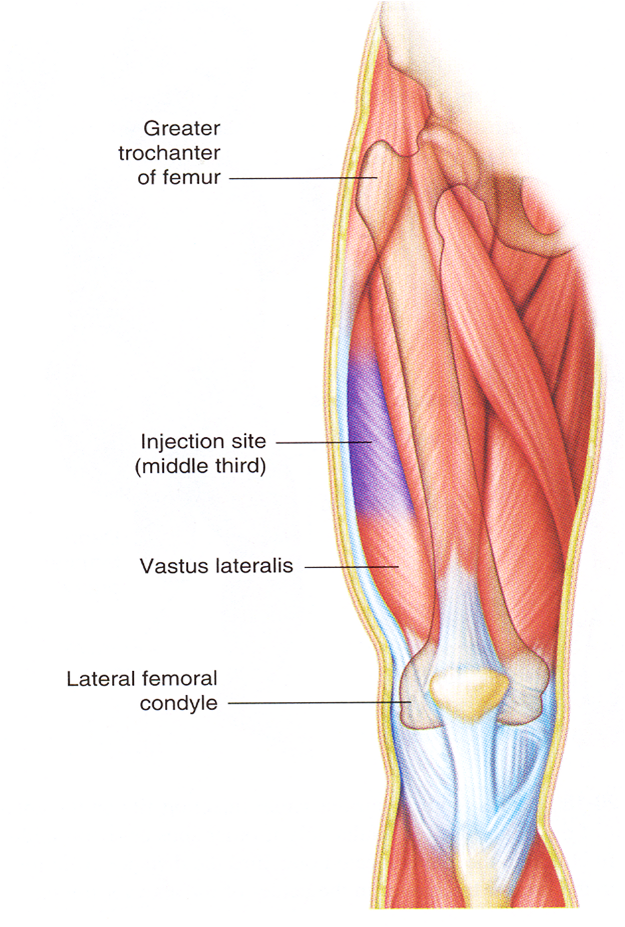 Greater
trochanter
of femur
Injection site
(middle third)
Vastus lateralis
Lateral femoral
condyle